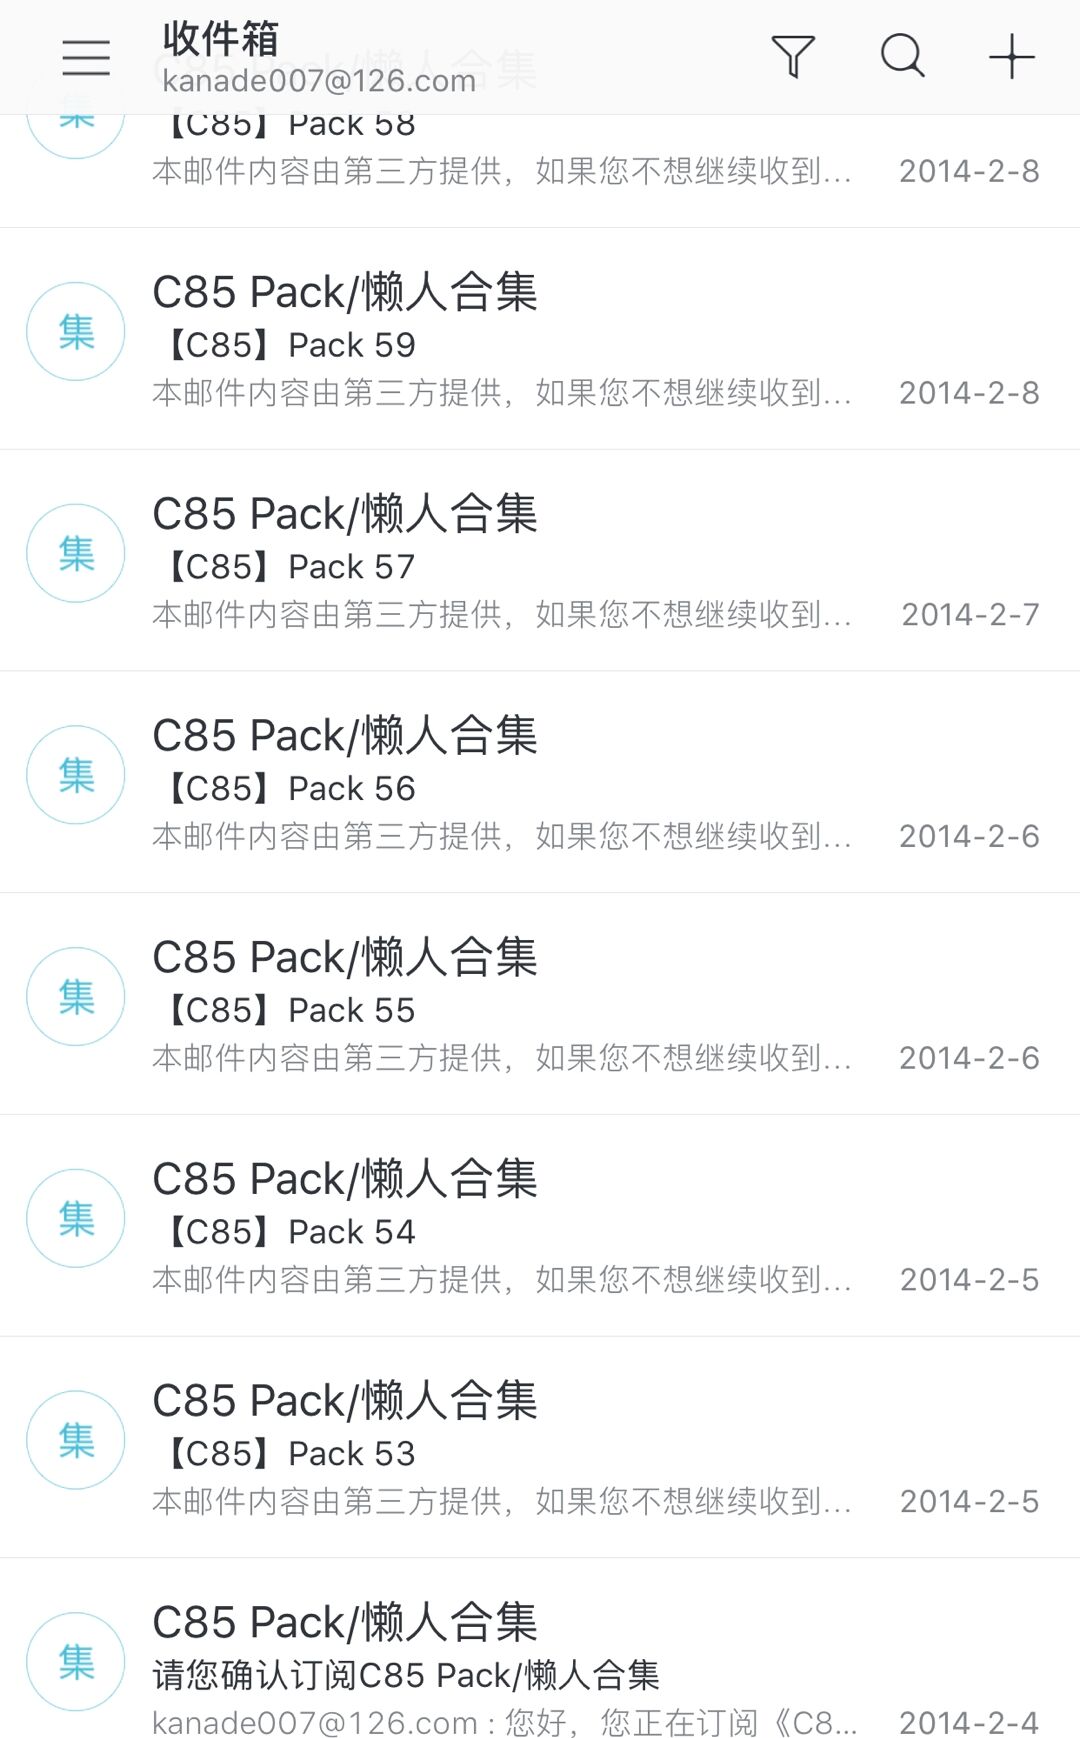 收件箱
kanade007@126.com
【C85】Pack 58
本邮件内容由第三方提供，如果您不想继续收到... 2014-2-8
集
C85 Pack/懒人合集
【C85】Pack 59
本邮件内容由第三方提供，如果您不想继续收到... 2014-2-8
集
C85 Pack/懒人合集
【C85】Pack 57
本邮件内容由第三方提供，如果您不想继续收到... 2014-2-7
集
C85 Pack/懒人合集
【C85】Pack 56
本邮件内容由第三方提供，如果您不想继续收到... 2014-2-6
集
C85 Pack/懒人合集
【C85】Pack 55
本邮件内容由第三方提供，如果您不想继续收到... 2014-2-6
集
C85 Pack/懒人合集
【C85】Pack 54
本邮件内容由第三方提供，如果您不想继续收到... 2014-2-5
集
C85 Pack/懒人合集
【C85】Pack 53
本邮件内容由第三方提供，如果您不想继续收到... 2014-2-5
集
C85 Pack/懒人合集
请您确认订阅C85 Pack/懒人合集
kanade007@126.com : 您好，您正在订阅《C8... 2014-2-4